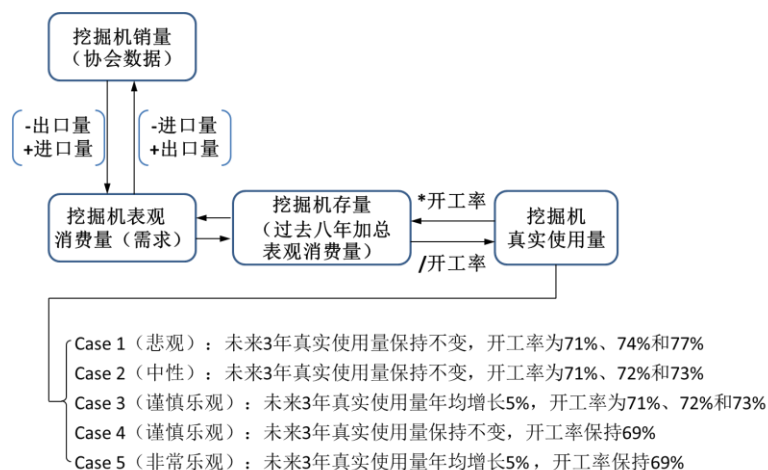 挖掘机销量
（协会数据）
-出口量
+进口量
-进口量
+出口量
挖掘机表观
消费量（需求）
挖掘机存量
（过去八年加总
表观消费量）
*开工率
/开工率
挖掘机
真实使用量
Case 1（悲观）：未来3年真实使用量保持不变，开工率为71%、74%和77%
Case 2（中性）：未来3年真实使用量保持不变，开工率为71%、72%和73%
Case 3（谨慎乐观）：未来3年真实使用量年均增长5%，开工率为71%、72%和73%
Case 4（谨慎乐观）：未来3年真实使用量保持不变，开工率保持69%
Case 5（非常乐观）：未来3年真实使用量年均增长5%，开工率保持69%